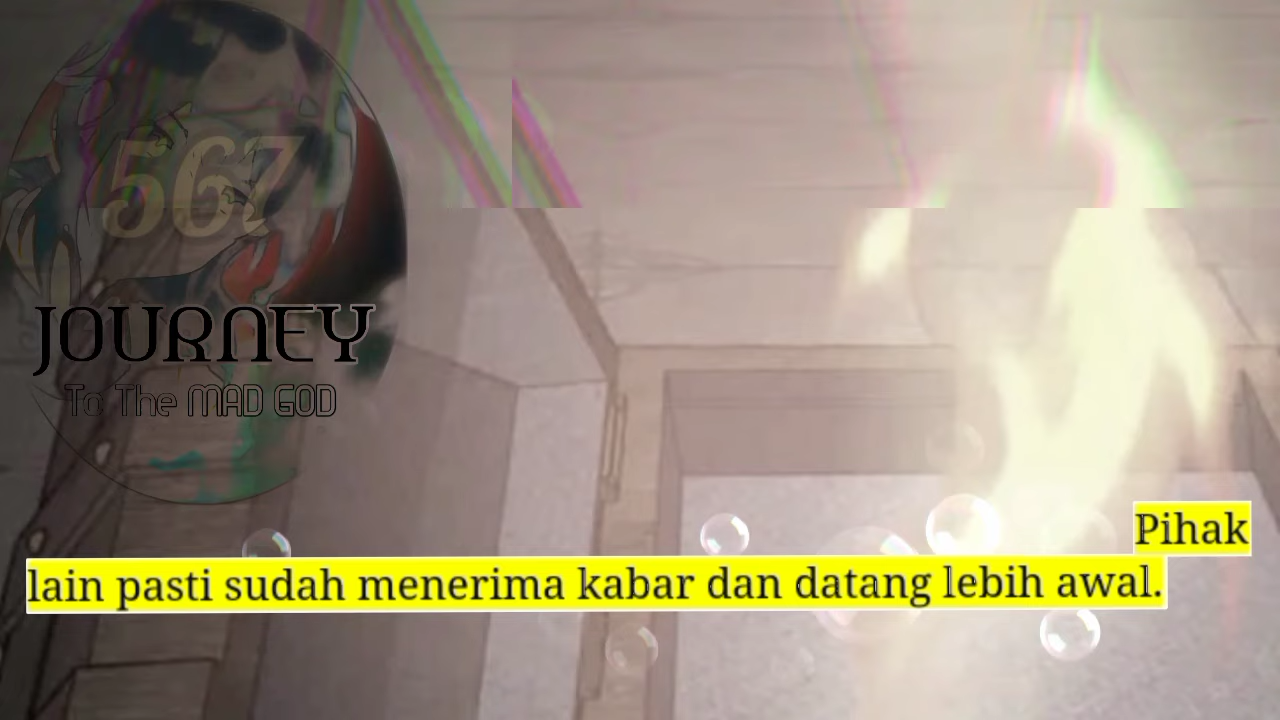 567
JOURNEY
To The MAD GOD
Pihak
lain pasti sudah menerima kabar dan datang lebih awal.